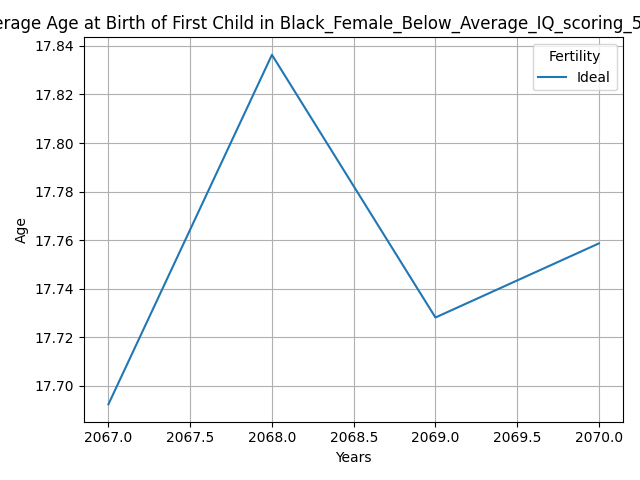 erage Age at Birth of First Child in Black_Female_Below_Average_IQ_scoring_5
Fertility
Ideal
Age
17.84
17.82
17.80
17.78
17.76
17.74
17.72
17.70
2067.0 2067.5 2068.0 2068.5 2069.0 2069.5 2070.0
Years